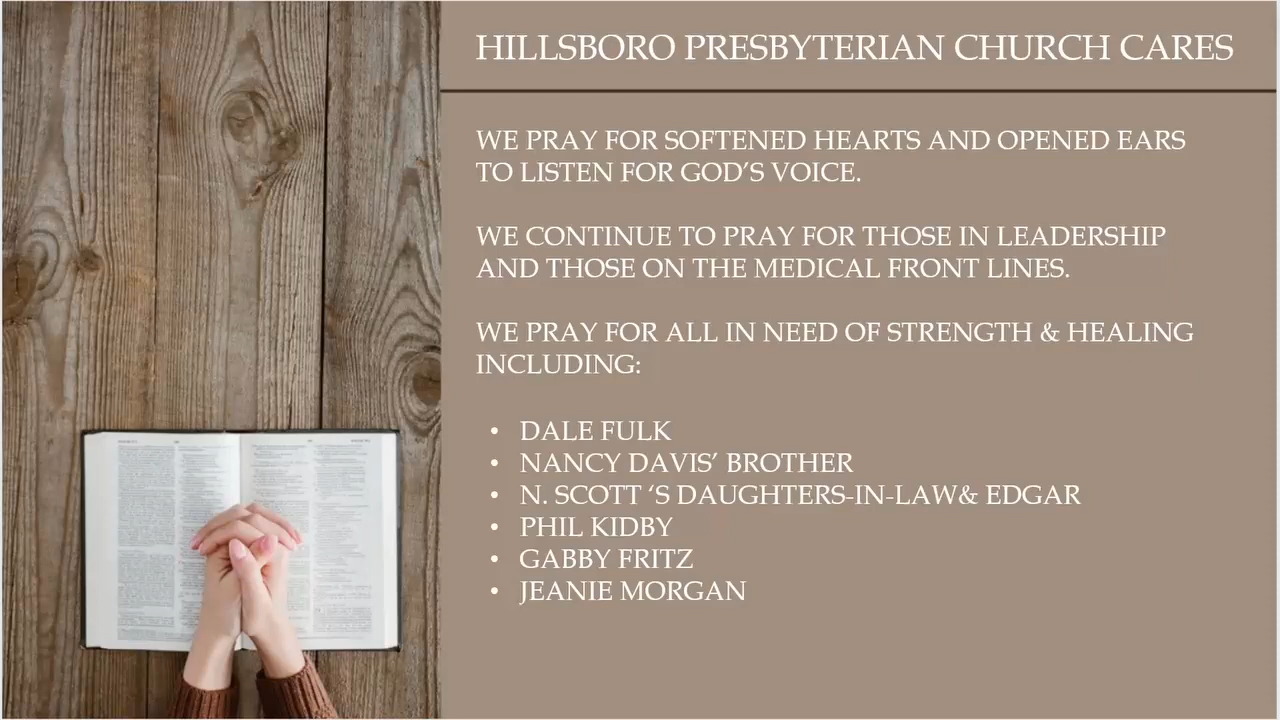 HILLSBORO PRESBYTERIAN CHURCH CARES
WE PRAY FOR SOFTENED HEARTS AND OPENED EARS
TO LISTEN FOR GOD'S VOICE.
WE CONTINUE TO PRAY FOR THOSE IN LEADERSHIP
AND THOSE ON THE MEDICAL FRONT LINES.
WE PRAY FOR ALL IN NEED OF STRENGTH & HEALING
INCLUDING:
• DALE FULK
• NANCY DAVIS’ BROTHER
• N. SCOTT ‘S DAUGHTERS-IN-LAW& EDGAR
• PHIL KIDBY
• GABBY FRITZ
• JEANIE MORGAN